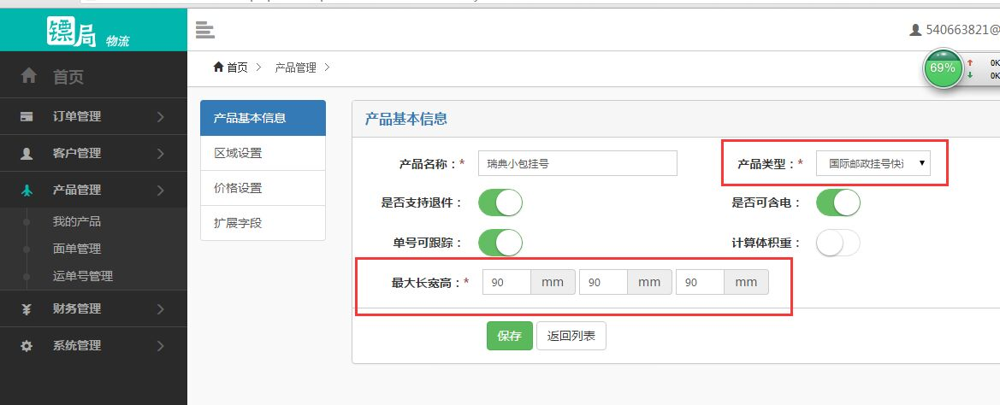 镖局 物流
540663821@
首页
首页 > 产品管理 >
69%
0K
0K
订单管理
客户管理
产品管理
我的产品
面单管理
运单号管理
财务管理
系统管理
产品基本信息
区域设置
价格设置
扩展字段
产品基本信息
产品名称：* 瑞典小包挂号
产品类型：* 国际邮政挂号快
是否支持退件：
是否可含电：
单号可跟踪：
计算体积重：
最大长宽高：* 90 mm 90 mm 90 mm
保存 返回列表